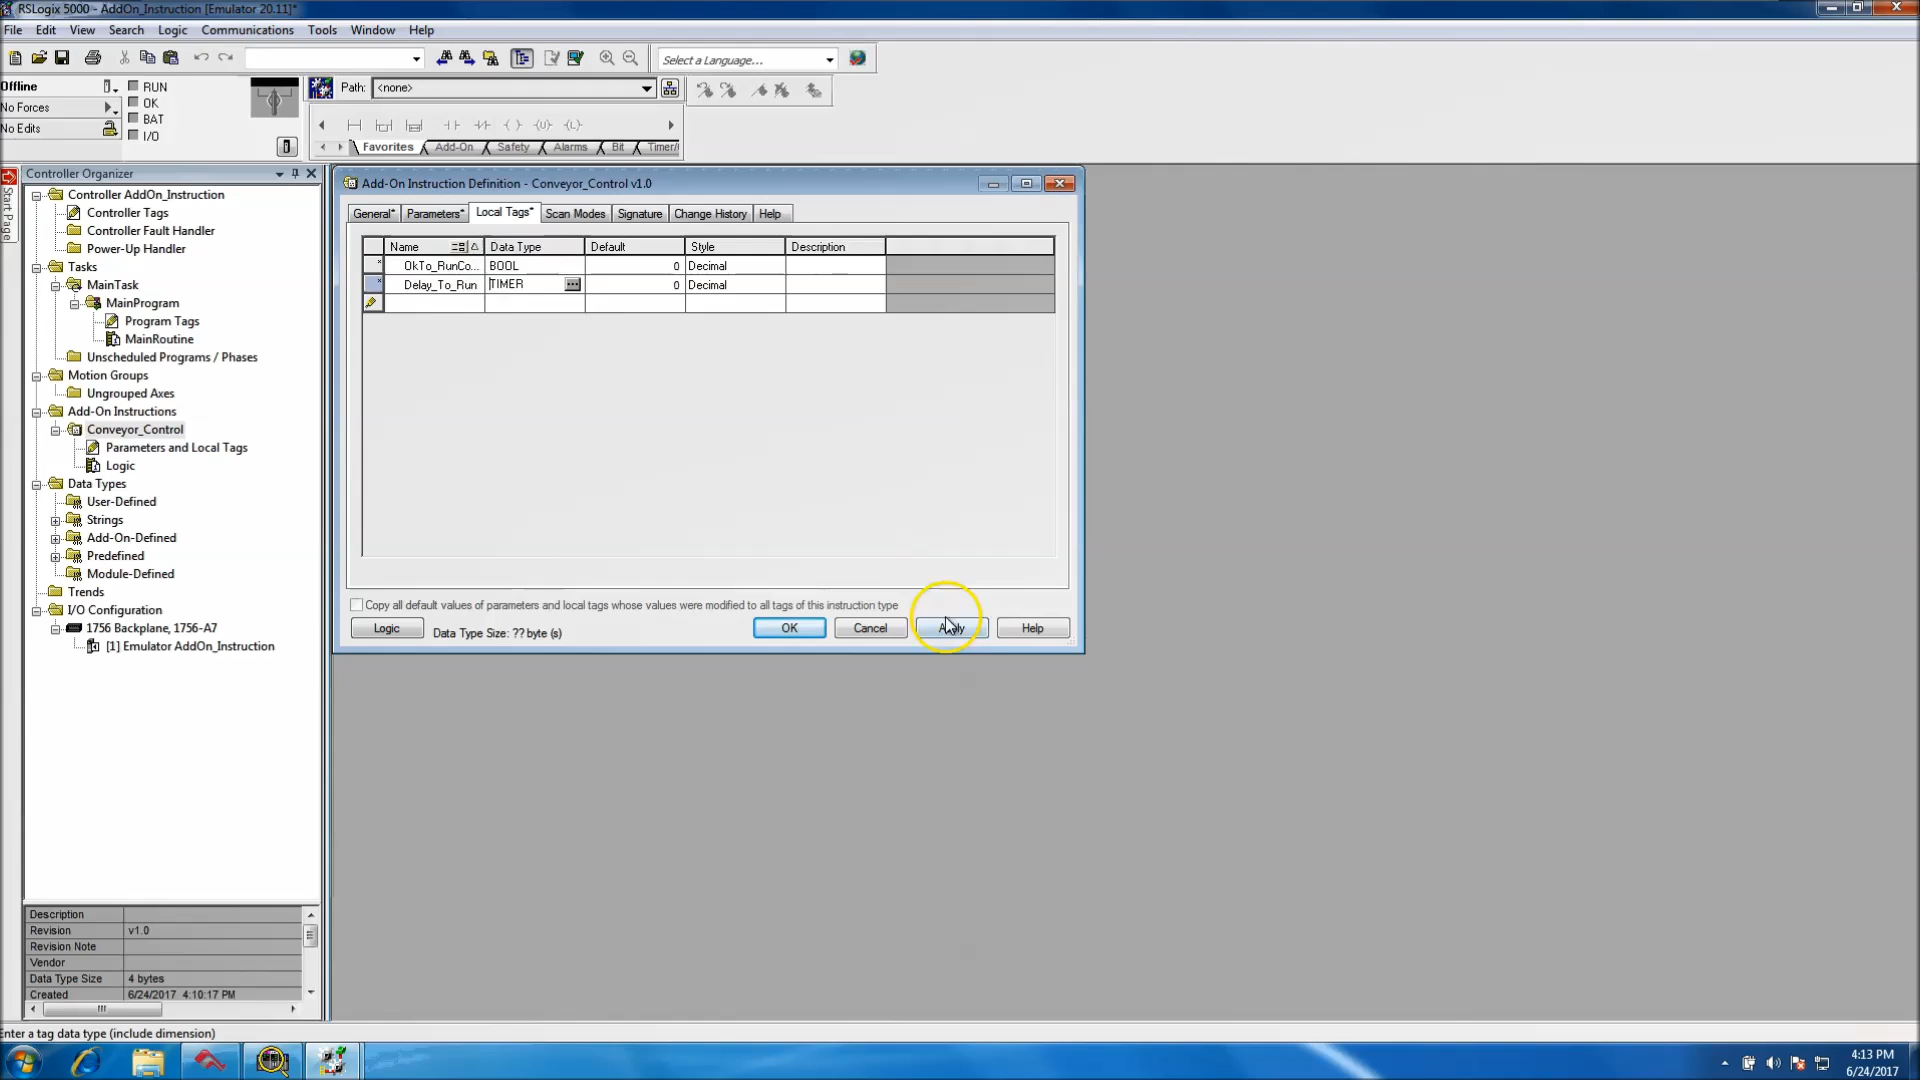 RSLogix 5000 - AddOn_Instruction [Emulator 20.11]*
File Edit View Search Logic Communications Tools Window Help
Select a Language...
Offline RUN
No Forces OK
No Edits BAT
I/O
Path: <none>
Favorites Add-On Safety Alarms Bit Timer/
Start Page
Controller Organizer
Controller AddOn_Instruction
Controller Tags
Controller Fault Handler
Power-Up Handler
Tasks
MainTask
MainProgram
Program Tags
MainRoutine
Unscheduled Programs / Phases
Motion Groups
Ungrouped Axes
Add-On Instructions
Conveyor_Control
Parameters and Local Tags
Logic
Data Types
User-Defined
Strings
Add-On-Defined
Predefined
Module-Defined
Trends
I/O Configuration
1756 Backplane, 1756-A7
[1] Emulator AddOn_Instruction
Description
Revision v1.0
Revision Note
Vendor
Data Type Size 4 bytes
Created 6/24/2017 4:10:17 PM
Add-On Instruction Definition - Conveyor_Control v1.0
General* Parameters* Local Tags* Scan Modes Signature Change History Help
Name Data Type Default Style Description
OkTo_RunCo... BOOL 0 Decimal
Delay_To_Run TIMER 0 Decimal
Copy all default values of parameters and local tags whose values were modified to all tags of this instruction type
Logic Data Type Size: ?? byte (s) OK Cancel Apply Help
Enter a tag data type (include dimension)
4:13 PM
6/24/2017